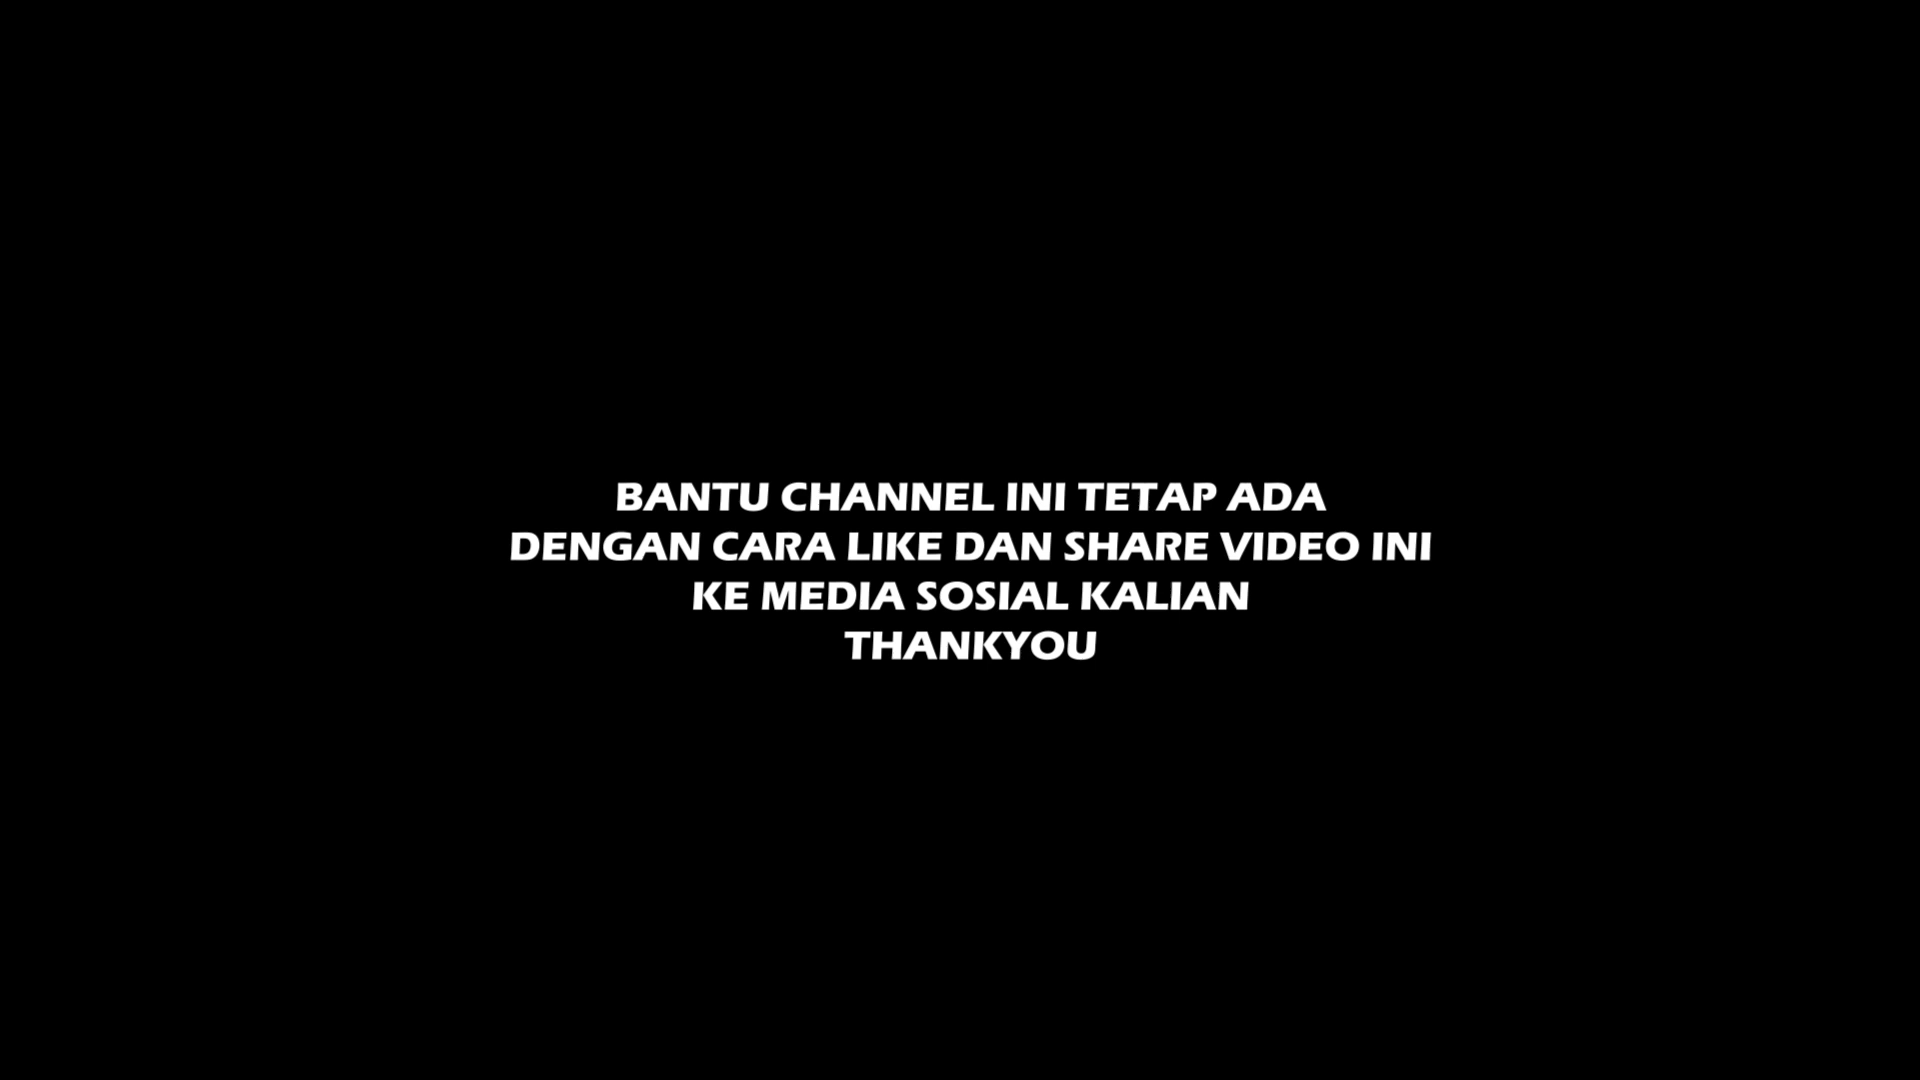 BANTU CHANNEL INI TETAP ADA
DENGAN CARA LIKE DAN SHARE VIDEO INI
KE MEDIA SOSIAL KALIAN
THANKYOU